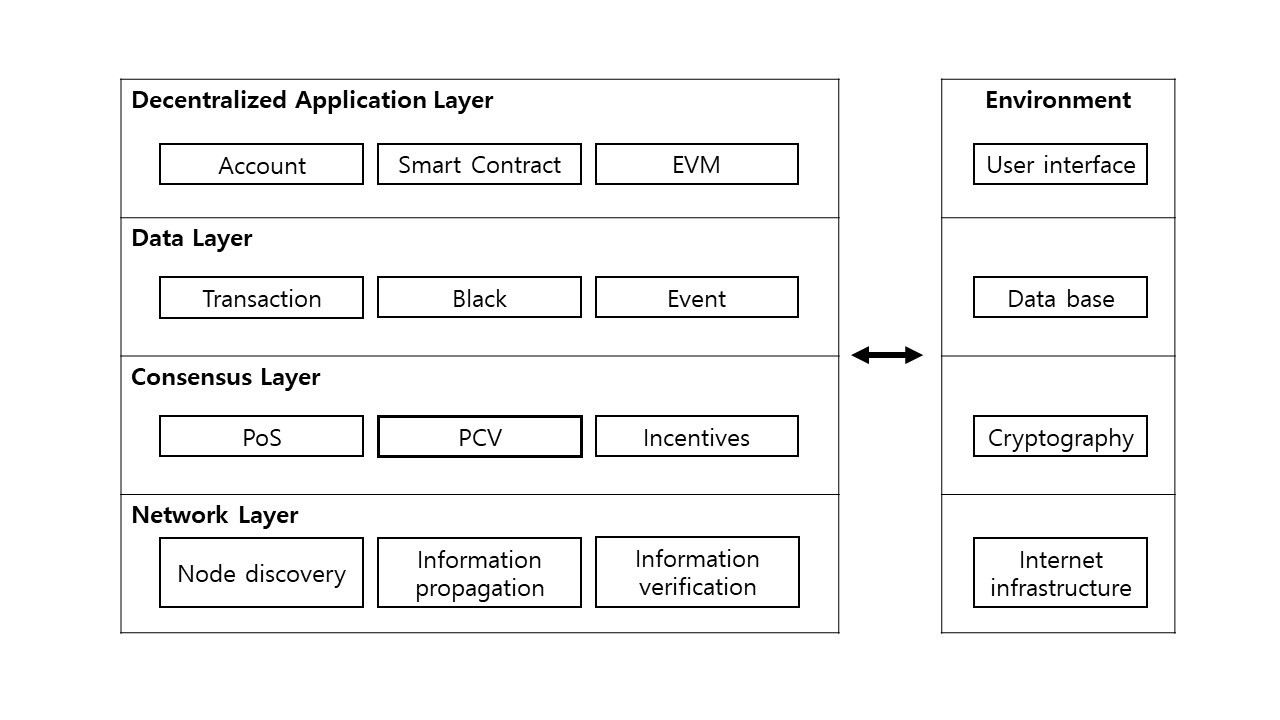 Decentralized Application Layer
Account
Smart Contract
EVM
Data Layer
Transaction
Black
Event
Consensus Layer
PoS
PCV
Incentives
Network Layer
Node discovery
Information
propagation
Information
verification
Environment
User interface
Data base
Cryptography
Internet
infrastructure